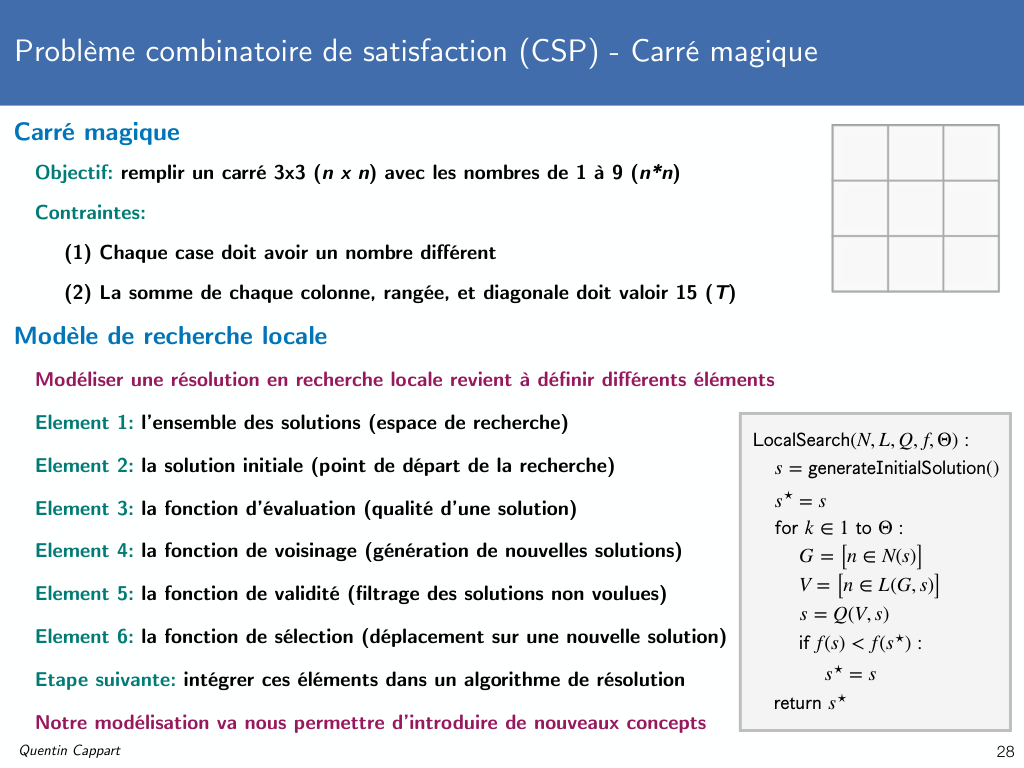 Problème combinatoire de satisfaction (CSP) - Carré magique
Carré magique
Objectif: remplir un carré 3x3 (n x n) avec les nombres de 1 à 9 (n*n)
Contraintes:
(1) Chaque case doit avoir un nombre différent
(2) La somme de chaque colonne, rangée, et diagonale doit valoir 15 (T)
Modèle de recherche locale
Modéliser une résolution en recherche locale revient à définir différents éléments
Element 1: l'ensemble des solutions (espace de recherche)
Element 2: la solution initiale (point de départ de la recherche)
Element 3: la fonction d'évaluation (qualité d'une solution)
Element 4: la fonction de voisinage (génération de nouvelles solutions)
Element 5: la fonction de validité (filtrage des solutions non voulues)
Element 6: la fonction de sélection (déplacement sur une nouvelle solution)
Etape suivante: intégrer ces éléments dans un algorithme de résolution
Notre modélisation va nous permettre d'introduire de nouveaux concepts
LocalSearch(N, L, Q, f, Θ) :
s = generateInitialSolution()
s⋆ = s
for k ∈ 1 to Θ :
G = [n ∈ N(s)]
V = [n ∈ L(G, s)]
s = Q(V, s)
if f(s) < f(s⋆) :
s⋆ = s
return s⋆
Quentin Cappart
28